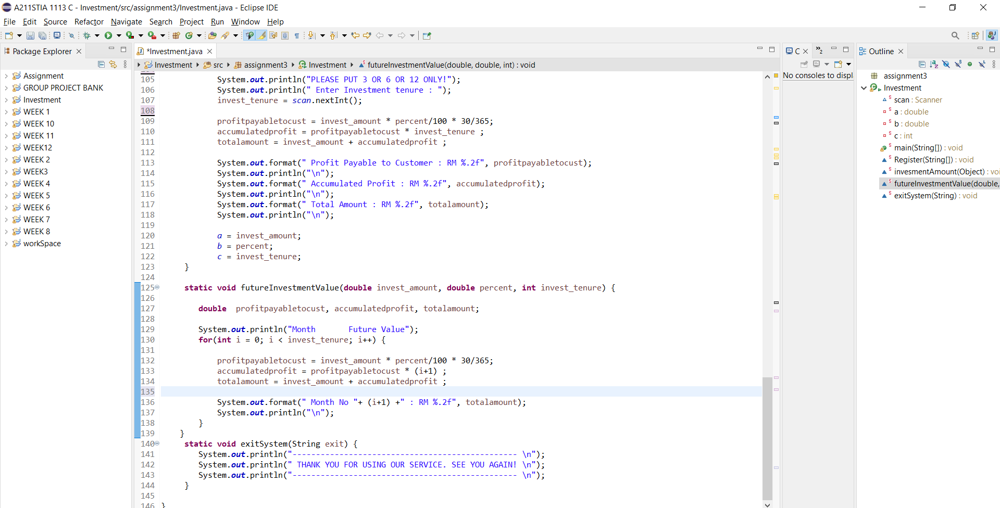 A211STIA 1113 C - Investment/src/assignment3/Investment.java - Eclipse IDE
File Edit Source Refactor Navigate Search Project Run Window Help
Package Explorer
Assignment
GROUP PROJECT BANK
Investment
WEEK 1
WEEK 10
WEEK 11
WEEK12
WEEK 2
WEEK3
WEEK 4
WEEK 5
WEEK 6
WEEK 7
WEEK 8
workSpace
*Investment.java
Investment src assignment3 Investment futureInvestmentValue(double, double, int) : void
105 System.out.println("PLEASE PUT 3 OR 6 OR 12 ONLY!");
106 System.out.println(" Enter Investment tenure : ");
107 invest_tenure = scan.nextInt();
108
109 profitpayabletocust = invest_amount * percent/100 * 30/365;
110 accumulatedprofit = profitpayabletocust * invest_tenure ;
111 totalamount = invest_amount + accumulatedprofit ;
112
113 System.out.format(" Profit Payable to Customer : RM %.2f", profitpayabletocust);
114 System.out.println("\n");
115 System.out.format(" Accumulated Profit : RM %.2f", accumulatedprofit);
116 System.out.println("\n");
117 System.out.format(" Total Amount : RM %.2f", totalamount);
118 System.out.println("\n");
119
120 a = invest_amount;
121 b = percent;
122 c = invest_tenure;
123 }
124
125 static void futureInvestmentValue(double invest_amount, double percent, int invest_tenure) {
126
127 double  profitpayabletocust, accumulatedprofit, totalamount;
128
129 System.out.println("Month       Future Value");
130 for(int i = 0; i < invest_tenure; i++) {
131
132 profitpayabletocust = invest_amount * percent/100 * 30/365;
133 accumulatedprofit = profitpayabletocust * (i+1) ;
134 totalamount = invest_amount + accumulatedprofit ;
135
136 System.out.format(" Month No "+ (i+1) +" : RM %.2f", totalamount);
137 System.out.println("\n");
138 }
139 }
140 static void exitSystem(String exit) {
141 System.out.println("------------------------------------------------ \n");
142 System.out.println(" THANK YOU FOR USING OUR SERVICE. SEE YOU AGAIN! \n");
143 System.out.println("------------------------------------------------ \n");
144 }
145
146 }
C
2
No consoles to displ
Outline
assignment3
Investment
scan : Scanner
a : double
b : double
c : int
main(String[]) : void
Register(String[]) : void
invesmentAmount(Object) : voi
futureInvestmentValue(double,
exitSystem(String) : void